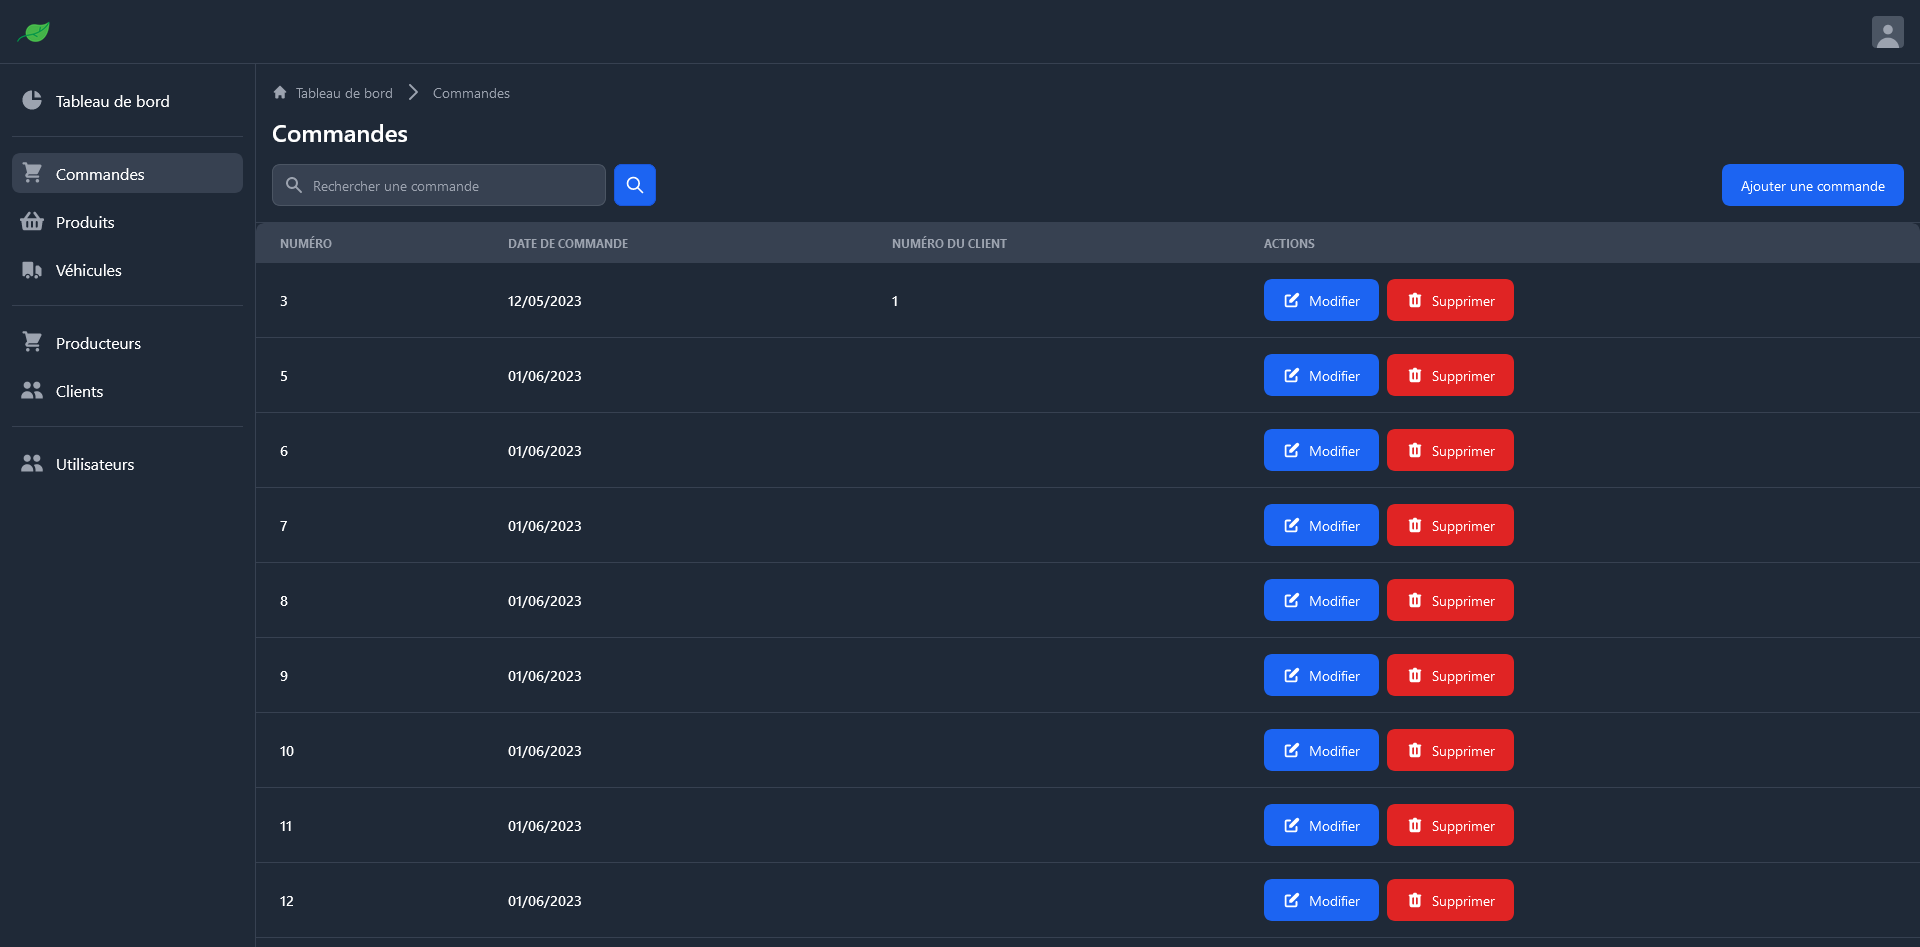 Tableau de bord
Commandes
Produits
Véhicules
Producteurs
Clients
Utilisateurs
Tableau de bord Commandes
Commandes
Rechercher une commande
Ajouter une commande
NUMÉRO DATE DE COMMANDE NUMÉRO DU CLIENT ACTIONS
3 12/05/2023 1 Modifier Supprimer
5 01/06/2023 Modifier Supprimer
6 01/06/2023 Modifier Supprimer
7 01/06/2023 Modifier Supprimer
8 01/06/2023 Modifier Supprimer
9 01/06/2023 Modifier Supprimer
10 01/06/2023 Modifier Supprimer
11 01/06/2023 Modifier Supprimer
12 01/06/2023 Modifier Supprimer